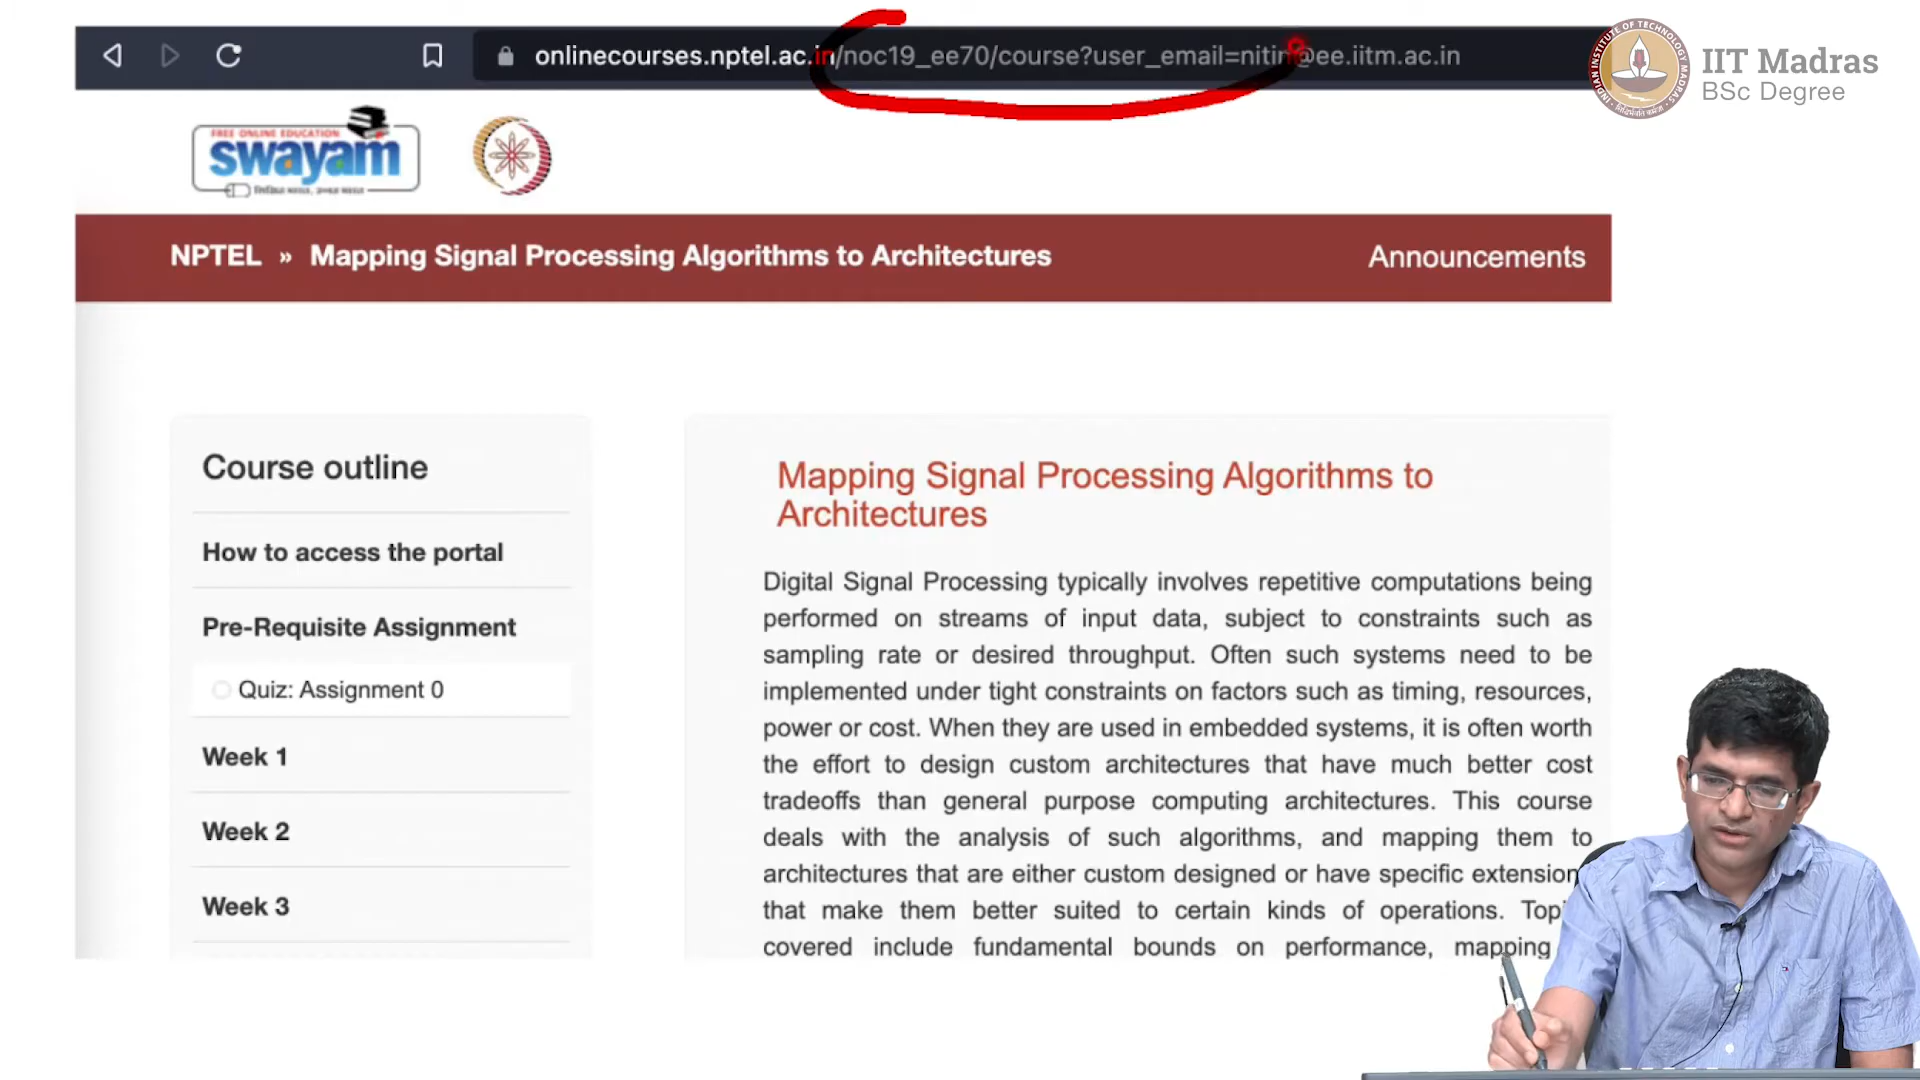 onlinecourses.nptel.ac.in/noc19_ee70/course?user_email=nitin@ee.iitm.ac.in
IIT Madras
BSc Degree
FREE ONLINE EDUCATION
swayam
NPTEL » Mapping Signal Processing Algorithms to Architectures
Announcements
Course outline
How to access the portal
Pre-Requisite Assignment
Quiz: Assignment 0
Week 1
Week 2
Week 3
Mapping Signal Processing Algorithms to
Architectures
Digital Signal Processing typically involves repetitive computations being
performed on streams of input data, subject to constraints such as
sampling rate or desired throughput. Often such systems need to be
implemented under tight constraints on factors such as timing, resources,
power or cost. When they are used in embedded systems, it is often worth
the effort to design custom architectures that have much better cost
tradeoffs than general purpose computing architectures. This course
deals with the analysis of such algorithms, and mapping them to
architectures that are either custom designed or have specific extension
that make them better suited to certain kinds of operations.
covered include fundamental bounds on performance, mapping